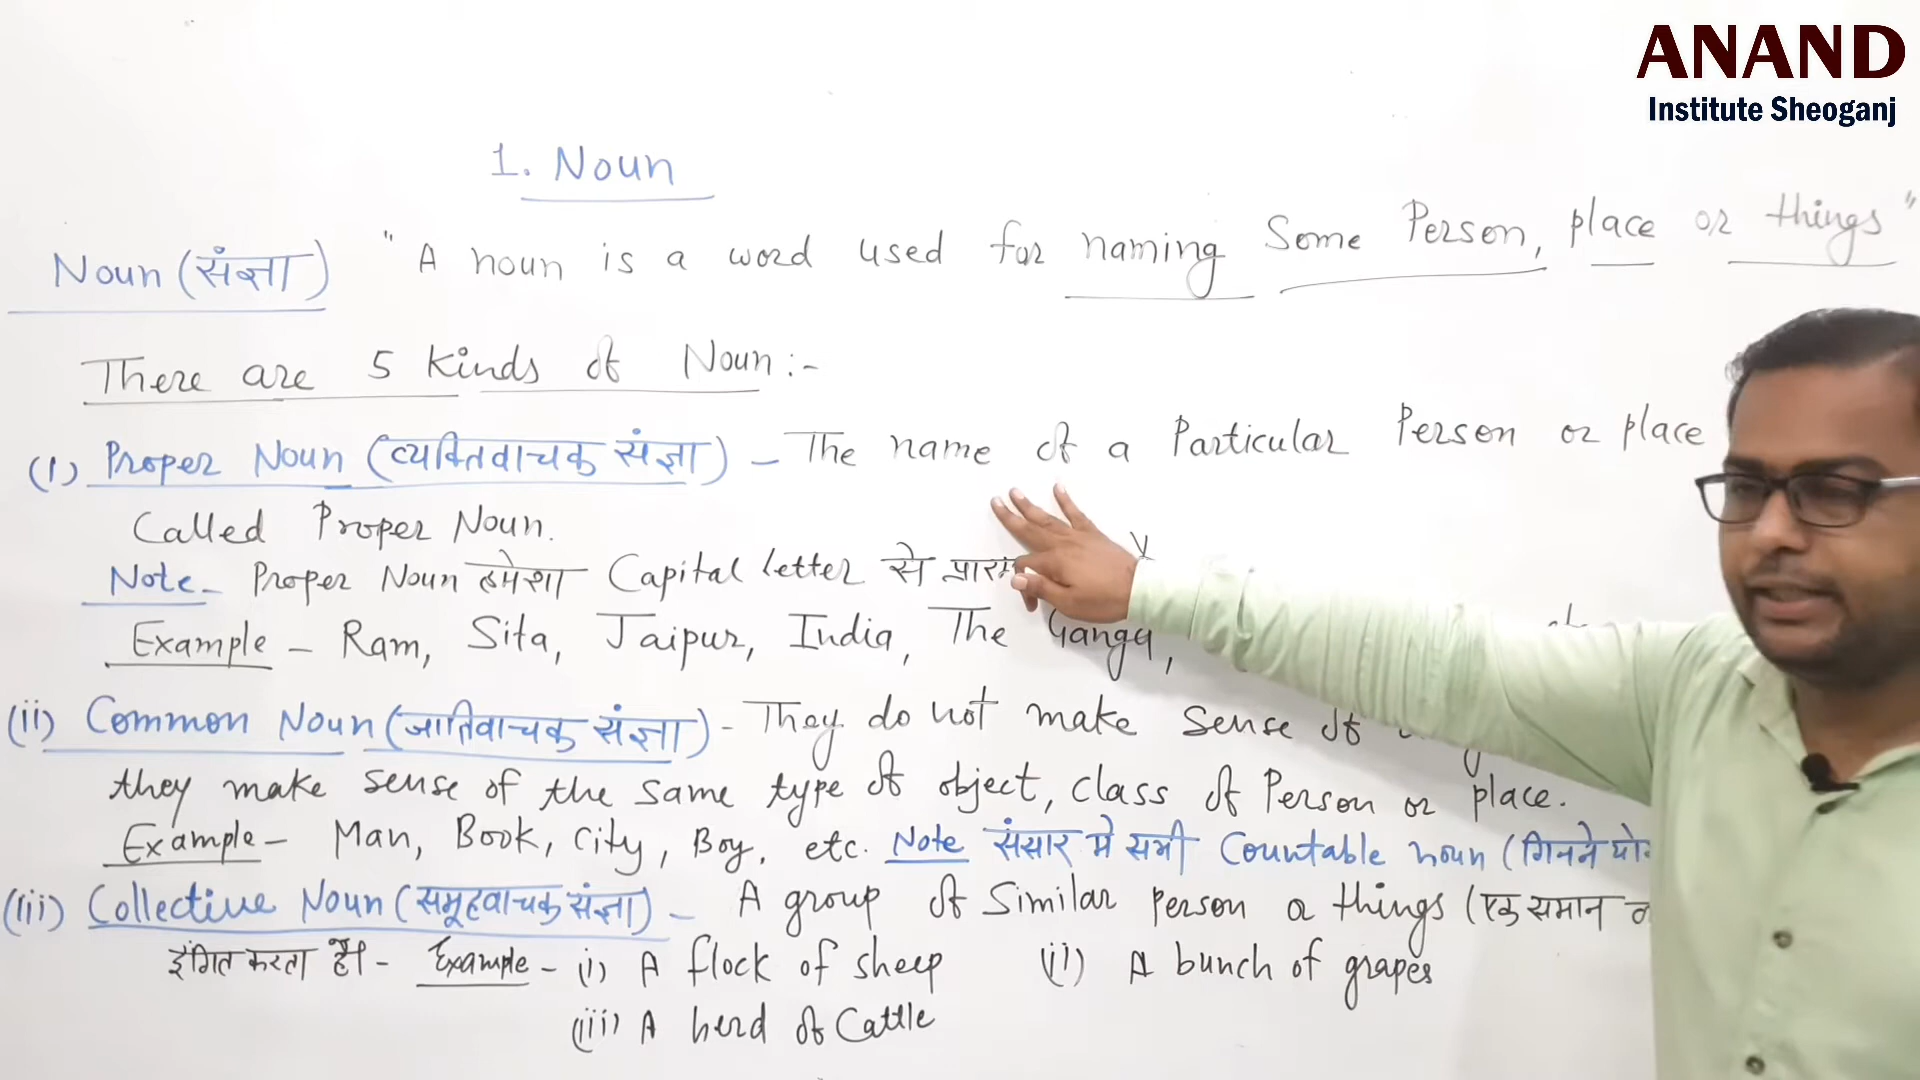 ANAND
Institute Sheoganj
1. Noun
Noun (संज्ञा) "A noun is a word used for naming Some Person, place or things"
There are 5 Kinds of Noun:-
(1) Proper Noun (व्यक्तिवाचक संज्ञा) - The name of a Particular Person or place
Called Proper Noun.
Note- Proper Noun हमेशा Capital letter से
Example - Ram, Sita, Jaipur, India, The Ganga,
(ii) Common Noun (जातिवाचक संज्ञा) - They do not make sense of
they make sense of the same type of object, class of Person or place.
Example - Man, Book, city, Boy, etc. Note संसार मे सभी Countable noun (गिनने
(iii) Collective Noun (समूहवाचक संज्ञा) - A group of Similar person or things (एक समान
इंगित करता है। - Example - (i) A flock of sheep (ii) A bunch of grapes
(iii) A herd of Cattle